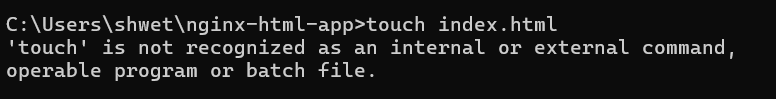 C:\Users\shwet\nginx-html-app>touch index.html
'touch' is not recognized as an internal or external command,
operable program or batch file.